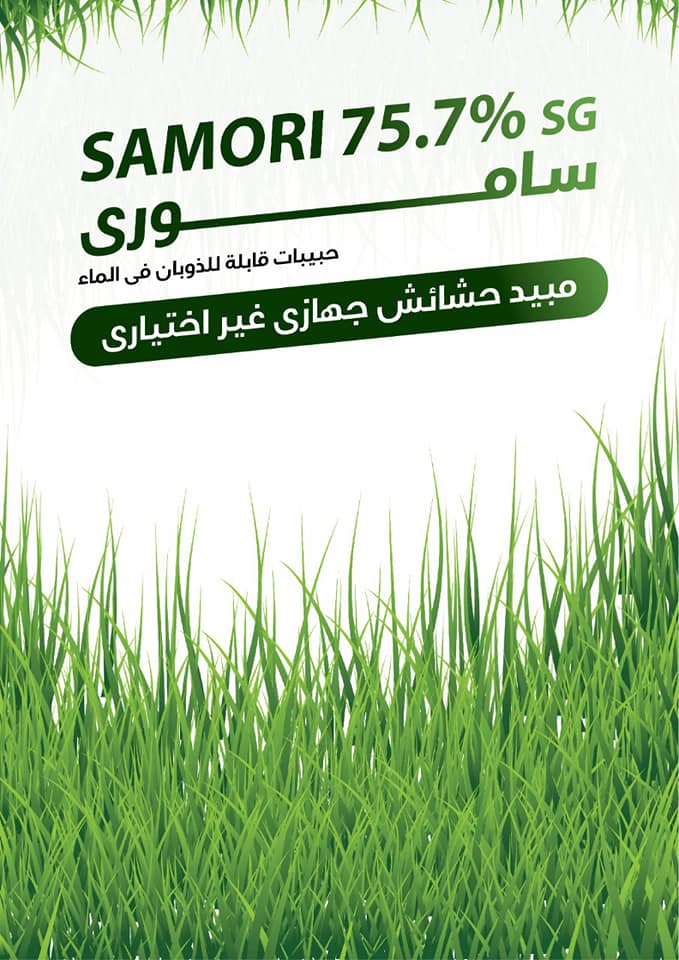 SAMORI 75.7% SG
سامورى
حبيبات قابلة للذوبان فى الماء
مبيد حشائش جهازى غير اختيارى